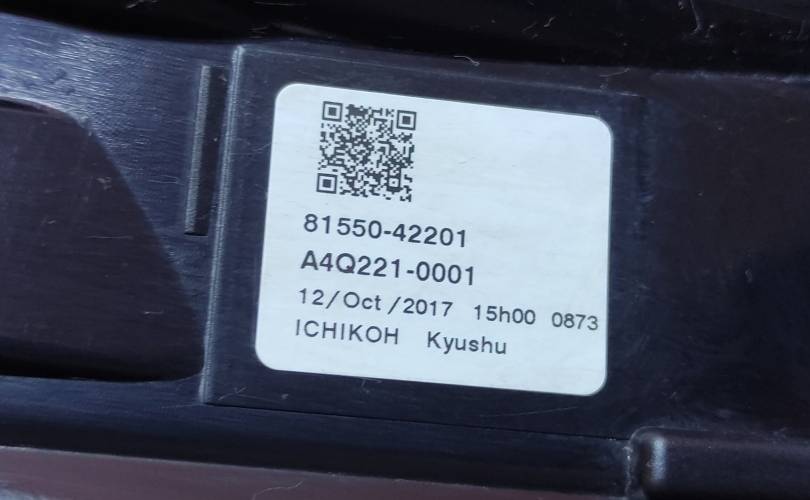 81550-42201
A4Q221-0001
12/Oct/2017 15h00 0873
ICHIKOH Kyushu